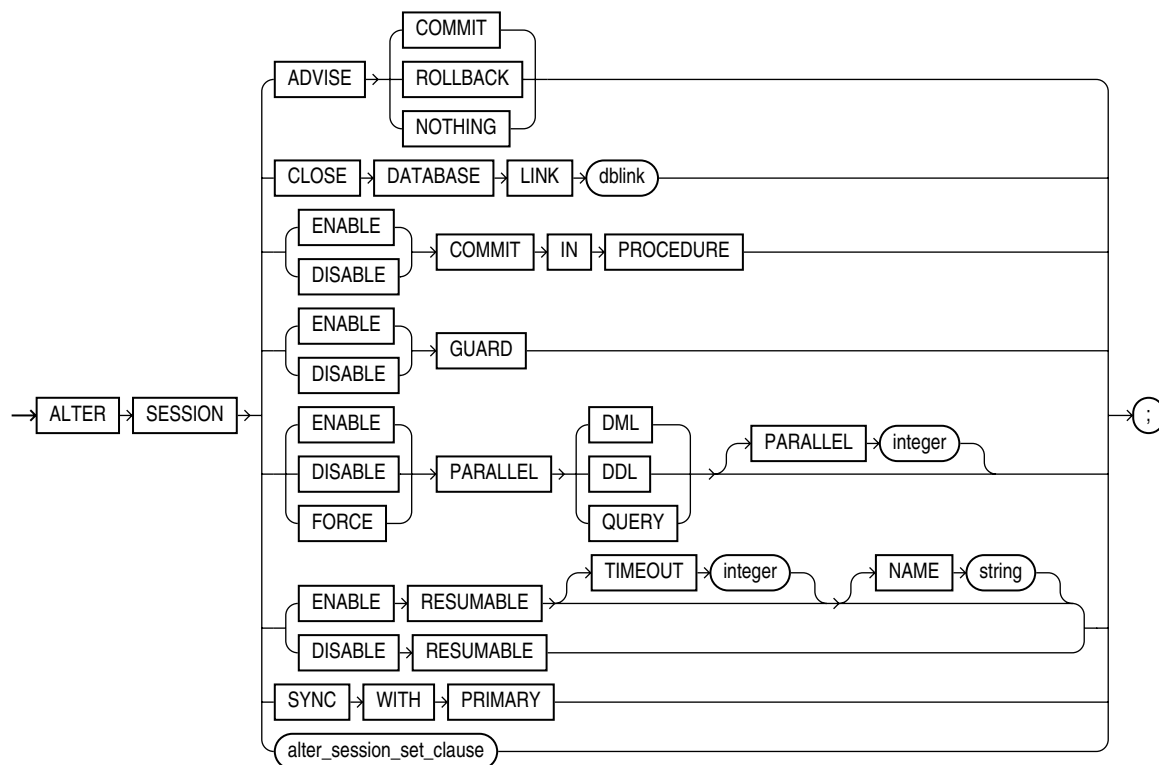 COMMIT
ADVISE ROLLBACK
NOTHING
CLOSE DATABASE LINK dblink
ENABLE
COMMIT IN PROCEDURE
DISABLE
ENABLE
GUARD
DISABLE
ALTER SESSION ;
ENABLE DML PARALLEL integer
DISABLE PARALLEL DDL
FORCE QUERY
TIMEOUT integer NAME string
ENABLE RESUMABLE
DISABLE RESUMABLE
SYNC WITH PRIMARY
alter_session_set_clause